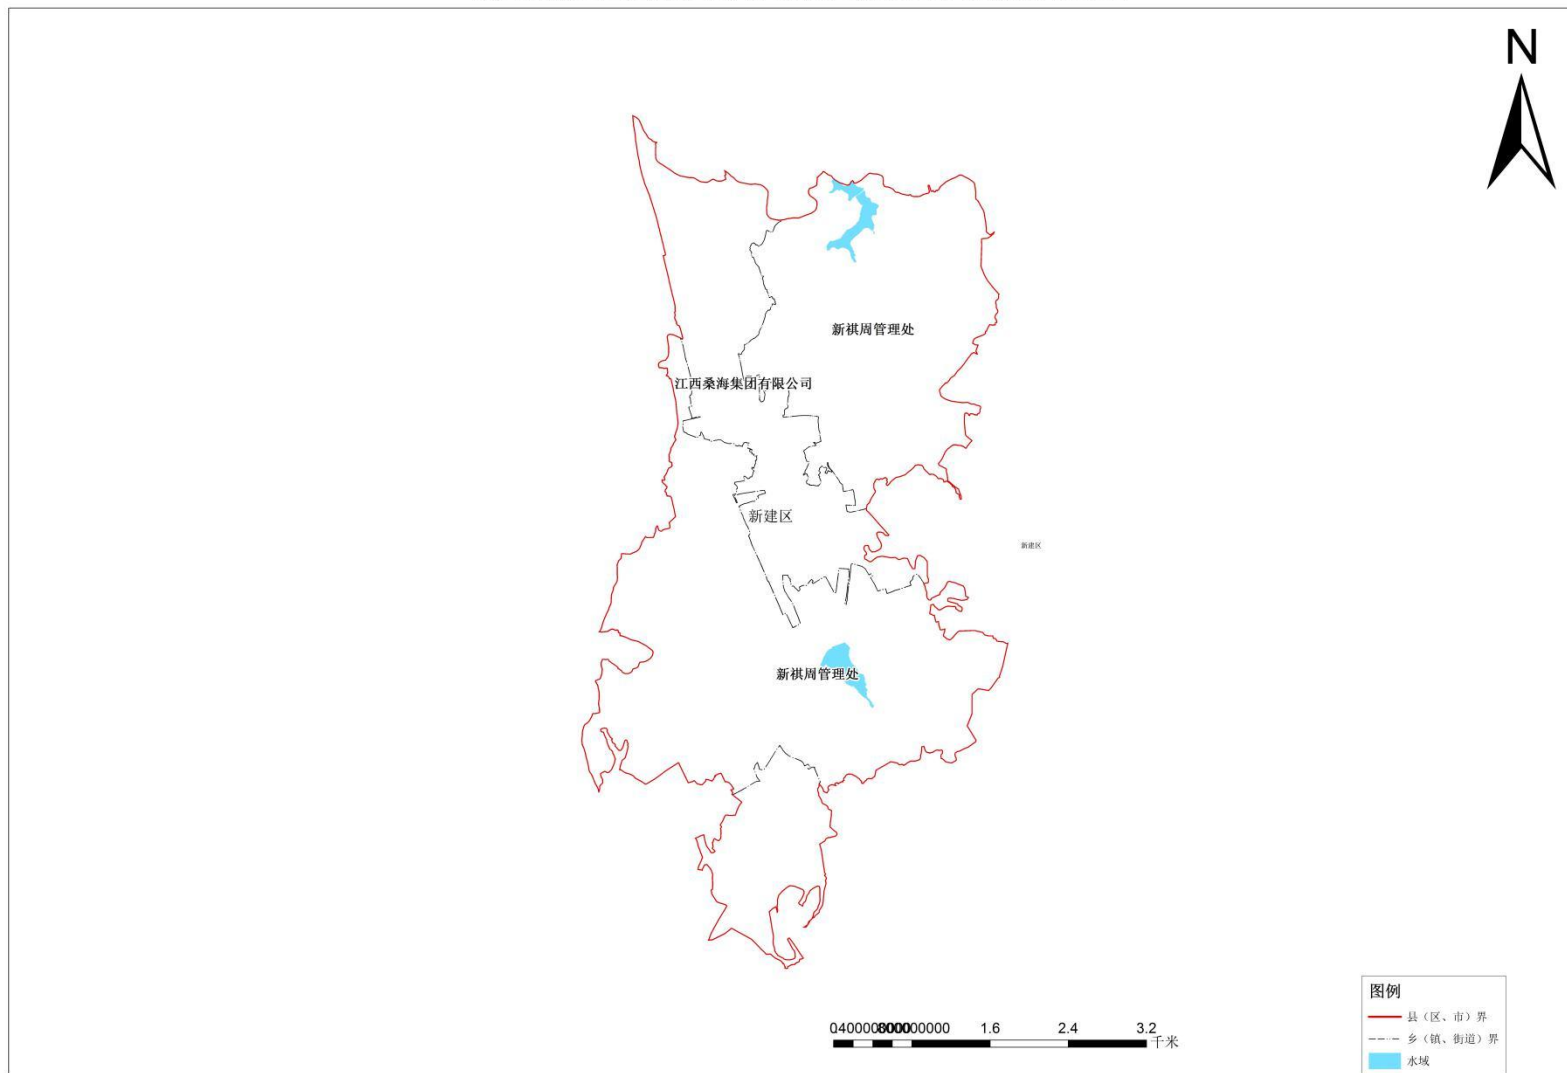 N
新祺周管理处
江西桑海集团有限公司
新建区
新建区
新祺周管理处
图例
县（区、市）界
乡（镇、街道）界
水域
1.6 2.4 3.2
千米